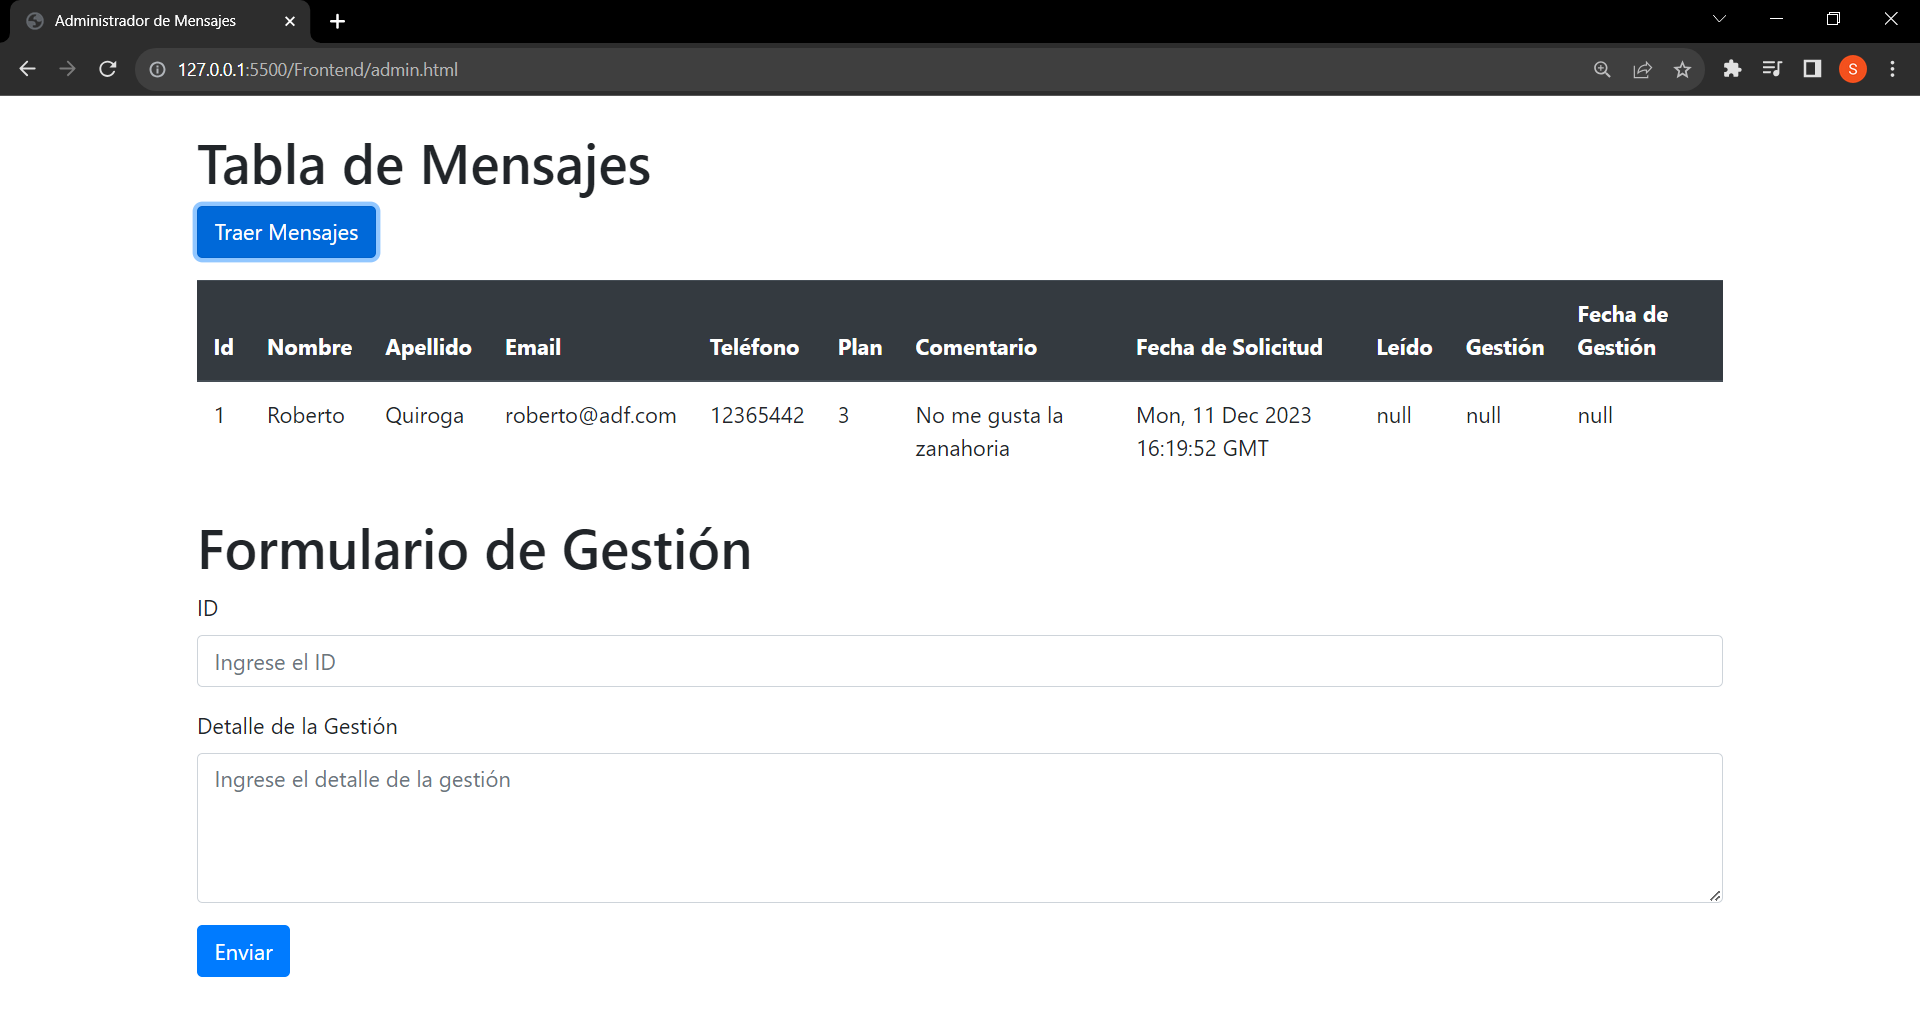 Administrador de Mensajes
127.0.0.1:5500/Frontend/admin.html
S
Tabla de Mensajes
Traer Mensajes
Id Nombre Apellido Email Teléfono Plan Comentario Fecha de Solicitud Leído Gestión Fecha de Gestión
1 Roberto Quiroga roberto@adf.com 12365442 3 No me gusta la zanahoria Mon, 11 Dec 2023 16:19:52 GMT null null null
Formulario de Gestión
ID
Ingrese el ID
Detalle de la Gestión
Ingrese el detalle de la gestión
Enviar